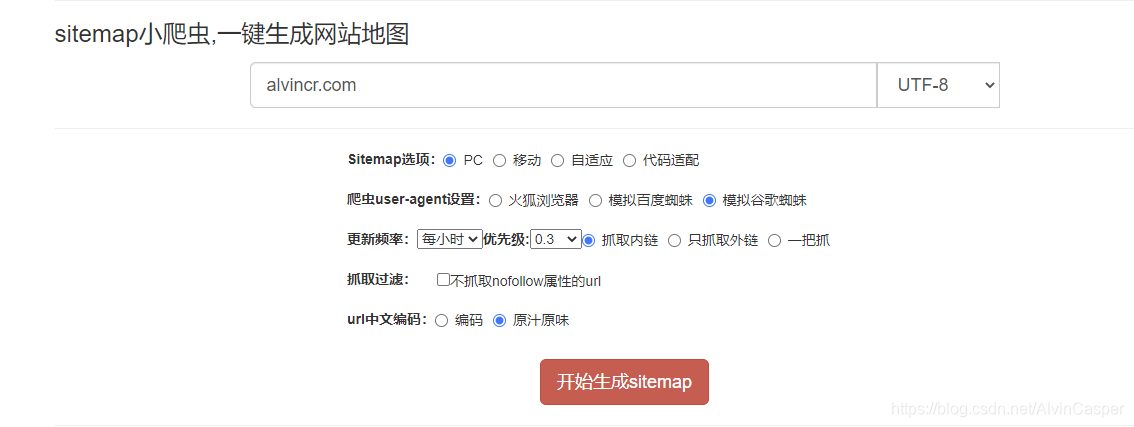 sitemap小爬虫,一键生成网站地图
alvincr.com UTF-8
Sitemap选项: PC 移动 自适应 代码适配
爬虫user-agent设置: 火狐浏览器 模拟百度蜘蛛 模拟谷歌蜘蛛
更新频率: 每小时 优先级: 0.3 抓取内链 只抓取外链 一把抓
抓取过滤: 不抓取nofollow属性的url
url中文编码: 编码 原汁原味
开始生成sitemap
https://blog.csdn.net/AlvinCasper